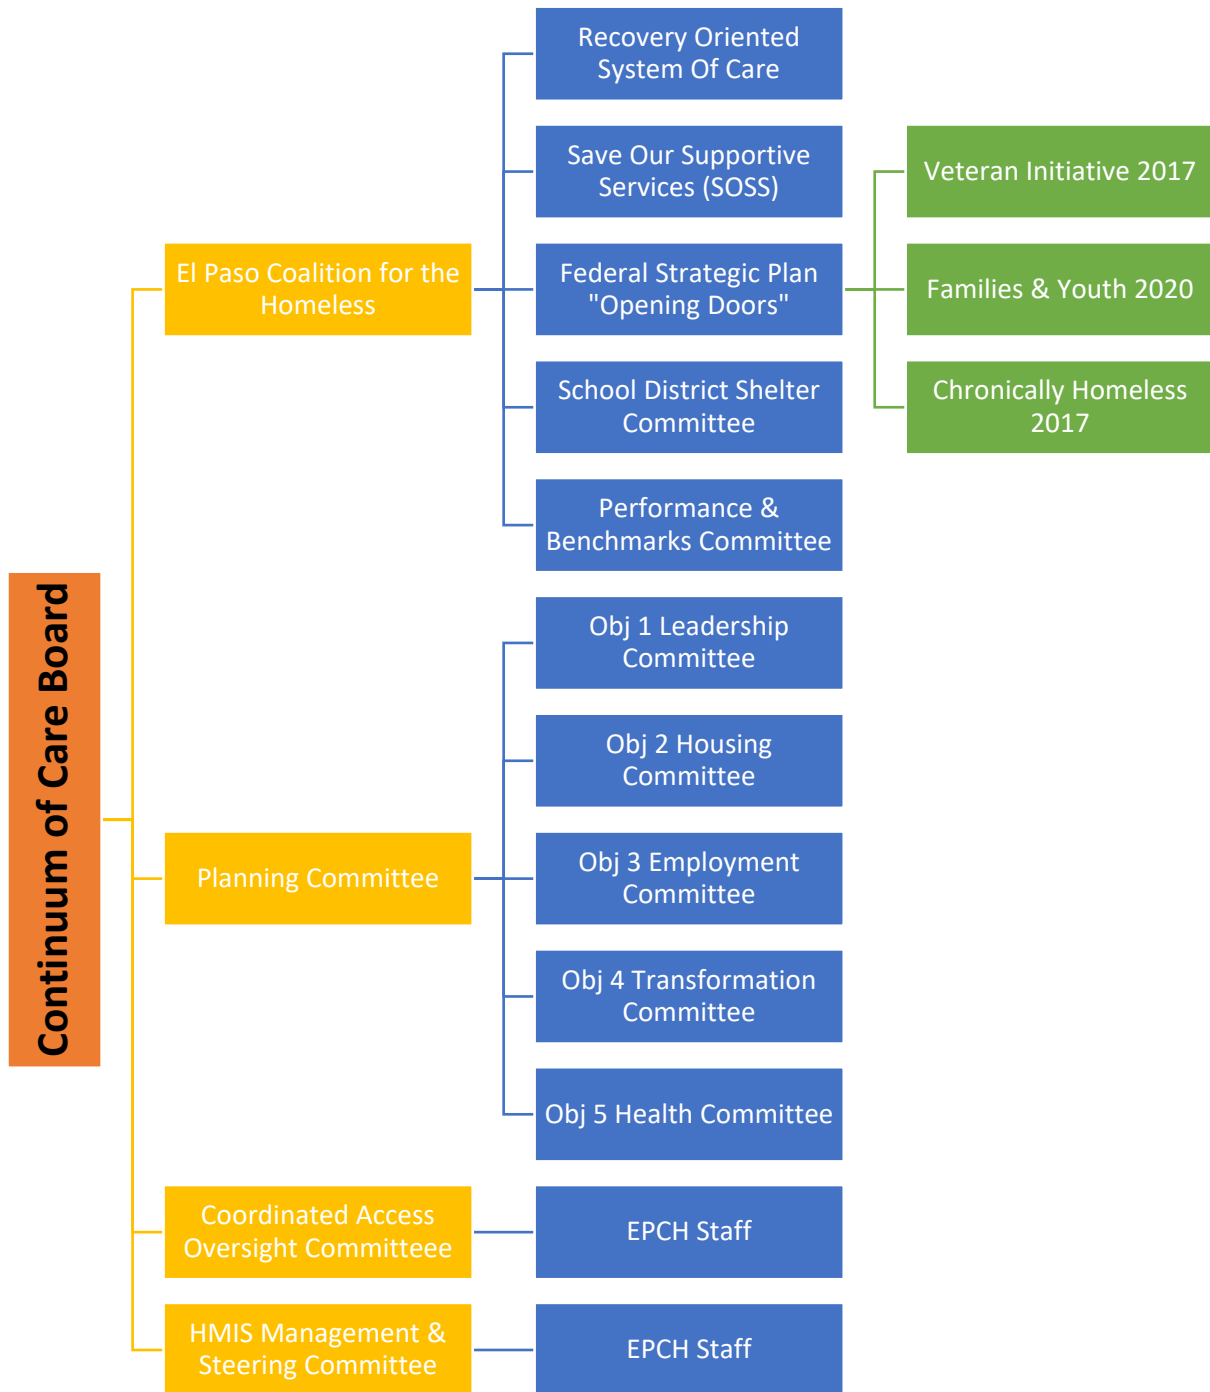 Continuum of Care Board
El Paso Coalition for the
Homeless
Recovery Oriented
System Of Care
Save Our Supportive
Services (SOSS)
Federal Strategic Plan
"Opening Doors"
Veteran Initiative 2017
Families & Youth 2020
Chronically Homeless
2017
School District Shelter
Committee
Performance &
Benchmarks Committee
Planning Committee
Obj 1 Leadership
Committee
Obj 2 Housing
Committee
Obj 3 Employment
Committee
Obj 4 Transformation
Committee
Obj 5 Health Committee
Coordinated Access
Oversight Committeee
EPCH Staff
HMIS Management &
Steering Committee
EPCH Staff